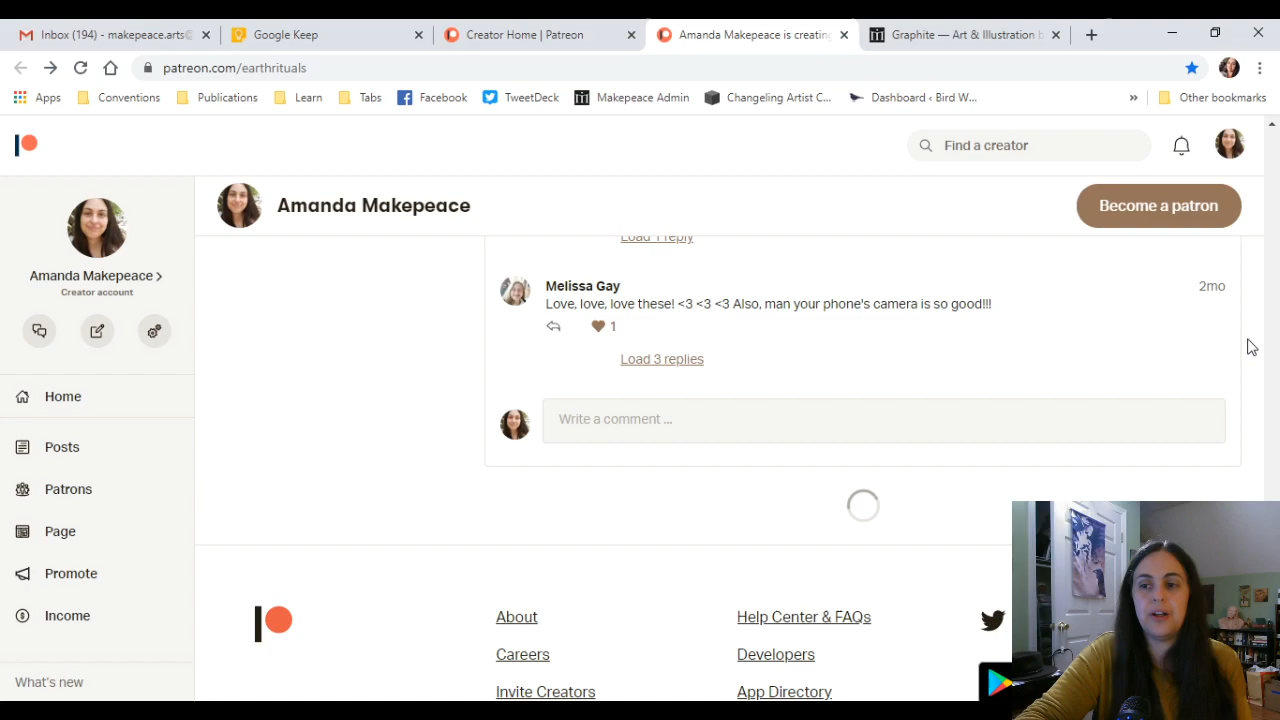 Inbox (194) - makepeace.arts@
Google Keep
Creator Home | Patreon
Amanda Makepeace is creating
Graphite — Art & Illustration b
patreon.com/earthrituals
Apps
Conventions
Publications
Learn
Tabs
Facebook
TweetDeck
Makepeace Admin
Changeling Artist C...
Dashboard ‹ Bird W...
»
Other bookmarks
Find a creator
Amanda Makepeace
Become a patron
Amanda Makepeace
Creator account
Load 1 reply
Melissa Gay
2mo
Love, love, love these! <3 <3 <3 Also, man your phone's camera is so good!!!
1
Load 3 replies
Write a comment ...
Home
Posts
Patrons
Page
Promote
Income
What's new
About
Help Center & FAQs
Careers
Developers
Invite Creators
App Directory